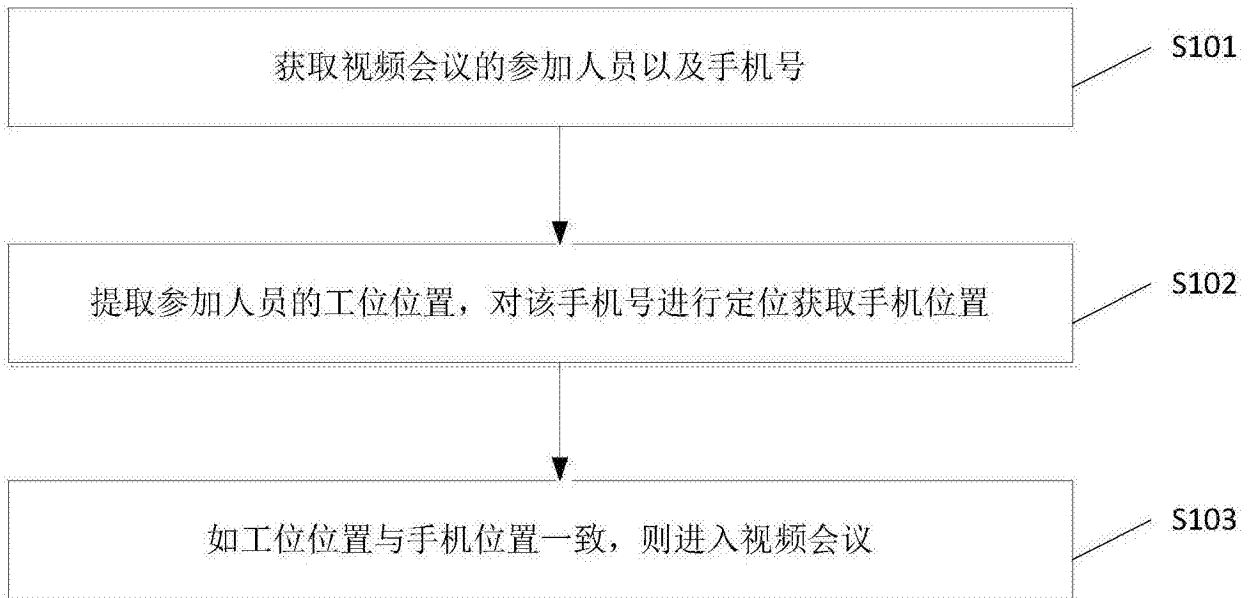 获取视频会议的参加人员以及手机号
S101
提取参加人员的工位位置，对该手机号进行定位获取手机位置
S102
如工位位置与手机位置一致，则进入视频会议
S103